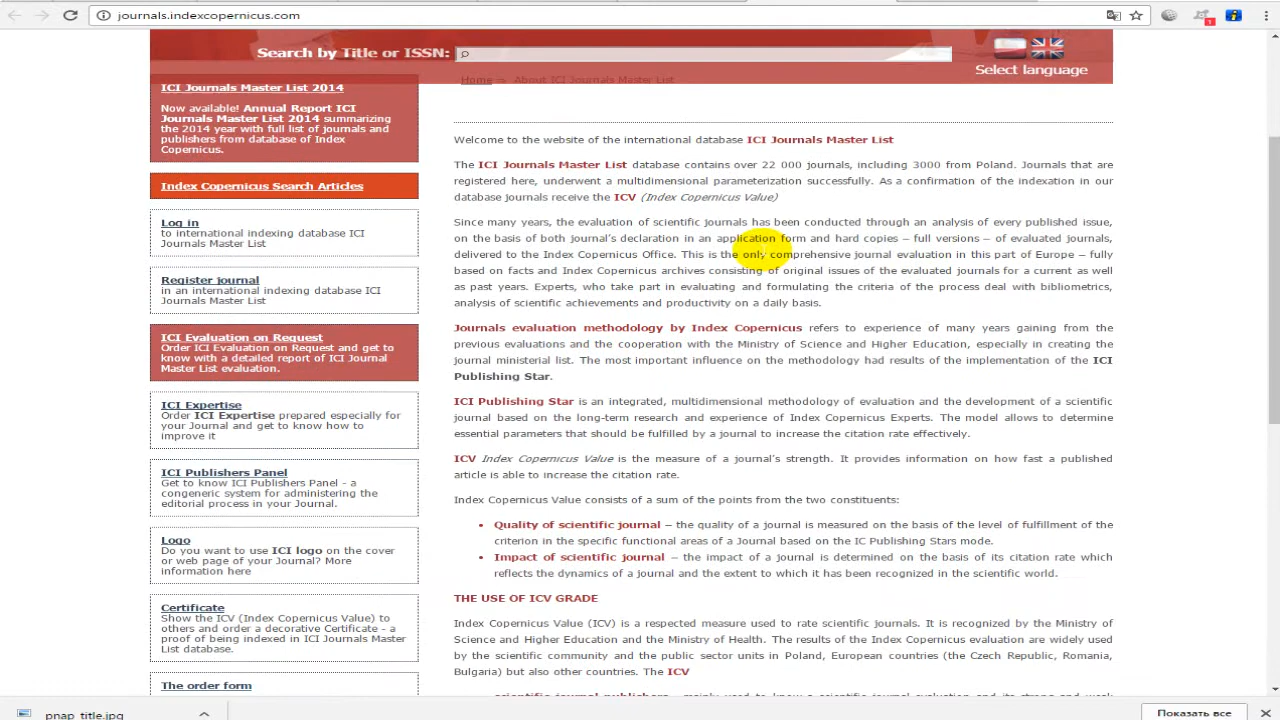 journals.indexcopernicus.com
1
Search by Title or ISSN:
Select language
Home ⇒ About ICI Journals Master List
ICI Journals Master List 2014
Now available! Annual Report ICI
Journals Master List 2014 summarizing
the 2014 year with full list of journals and
publishers from database of Index
Copernicus.
Index Copernicus Search Articles
Log in
to international indexing database ICI
Journals Master List
Register journal
in an international indexing database ICI
Journals Master List
ICI Evaluation on Request
Order ICI Evaluation on Request and get to
know with a detailed report of ICI Journal
Master List evaluation.
ICI Expertise
Order ICI Expertise prepared especially for
your Journal and get to know how to
improve it
ICI Publishers Panel
Get to know ICI Publishers Panel - a
congeneric system for administering the
editorial process in your Journal.
Logo
Do you want to use ICI logo on the cover
or web page of your Journal? More
information here
Certificate
Show the ICV (Index Copernicus Value) to
others and order a decorative Certificate - a
proof of being indexed in ICI Journals Master
List database.
The order form
Welcome to the website of the international database ICI Journals Master List
The ICI Journals Master List database contains over 22 000 journals, including 3000 from Poland. Journals that are
registered here, underwent a multidimensional parameterization successfully. As a confirmation of the indexation in our
database journals receive the ICV (Index Copernicus Value)
Since many years, the evaluation of scientific journals has been conducted through an analysis of every published issue,
on the basis of both journal's declaration in an application form and hard copies – full versions – of evaluated journals,
delivered to the Index Copernicus Office. This is the only comprehensive journal evaluation in this part of Europe – fully
based on facts and Index Copernicus archives consisting of original issues of the evaluated journals for a current as well
as past years. Experts, who take part in evaluating and formulating the criteria of the process deal with bibliometrics,
analysis of scientific achievements and productivity on a daily basis.
Journals evaluation methodology by Index Copernicus refers to experience of many years gaining from the
previous evaluations and the cooperation with the Ministry of Science and Higher Education, especially in creating the
journal ministerial list. The most important influence on the methodology had results of the implementation of the ICI
Publishing Star.
ICI Publishing Star is an integrated, multidimensional methodology of evaluation and the development of a scientific
journal based on the long-term research and experience of Index Copernicus Experts. The model allows to determine
essential parameters that should be fulfilled by a journal to increase the citation rate effectively.
ICV Index Copernicus Value is the measure of a journal's strength. It provides information on how fast a published
article is able to increase the citation rate.
Index Copernicus Value consists of a sum of the points from the two constituents:
• Quality of scientific journal – the quality of a journal is measured on the basis of the level of fulfillment of the
criterion in the specific functional areas of a Journal based on the IC Publishing Stars mode.
• Impact of scientific journal – the impact of a journal is determined on the basis of its citation rate which
reflects the dynamics of a journal and the extent to which it has been recognized in the scientific world.
THE USE OF ICV GRADE
Index Copernicus Value (ICV) is a respected measure used to rate scientific journals. It is recognized by the Ministry of
Science and Higher Education and the Ministry of Health. The results of the Index Copernicus evaluation are widely used
by the scientific community and the public sector units in Poland, European countries (the Czech Republic, Romania,
Bulgaria) but also other countries. The ICV
scientific journal publishers – mainly used to know a scientific journal evaluation and its strong and weak
pnap_title.jpg
Показать все